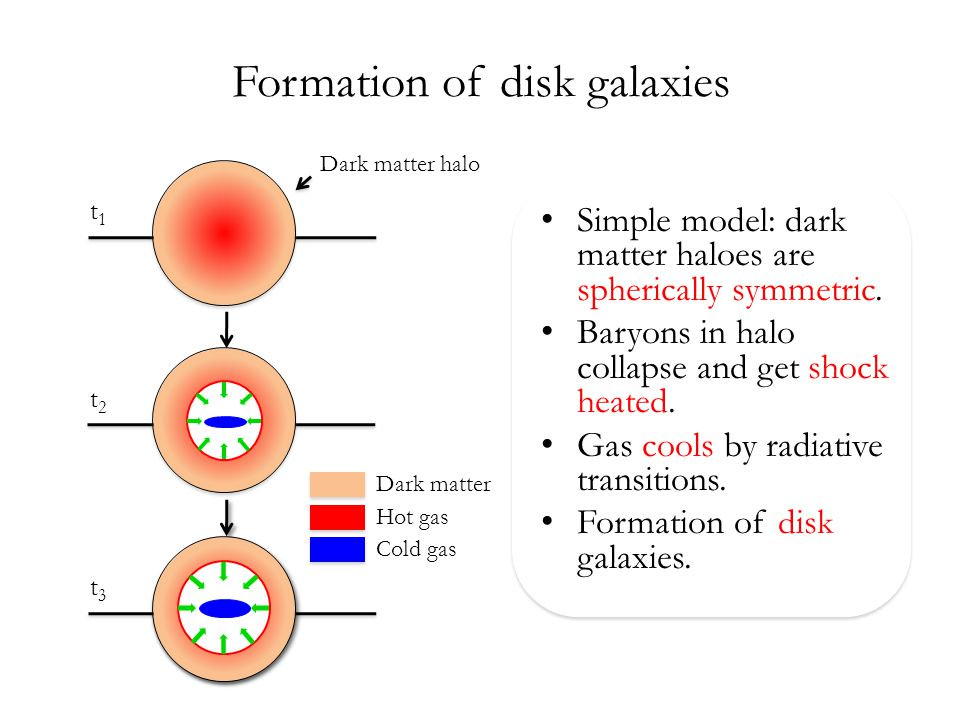 Formation of disk galaxies
Dark matter halo
t1
t2
Dark matter
Hot gas
Cold gas
t3
• Simple model: dark
matter haloes are
spherically symmetric.
• Baryons in halo
collapse and get shock
heated.
• Gas cools by radiative
transitions.
• Formation of disk
galaxies.